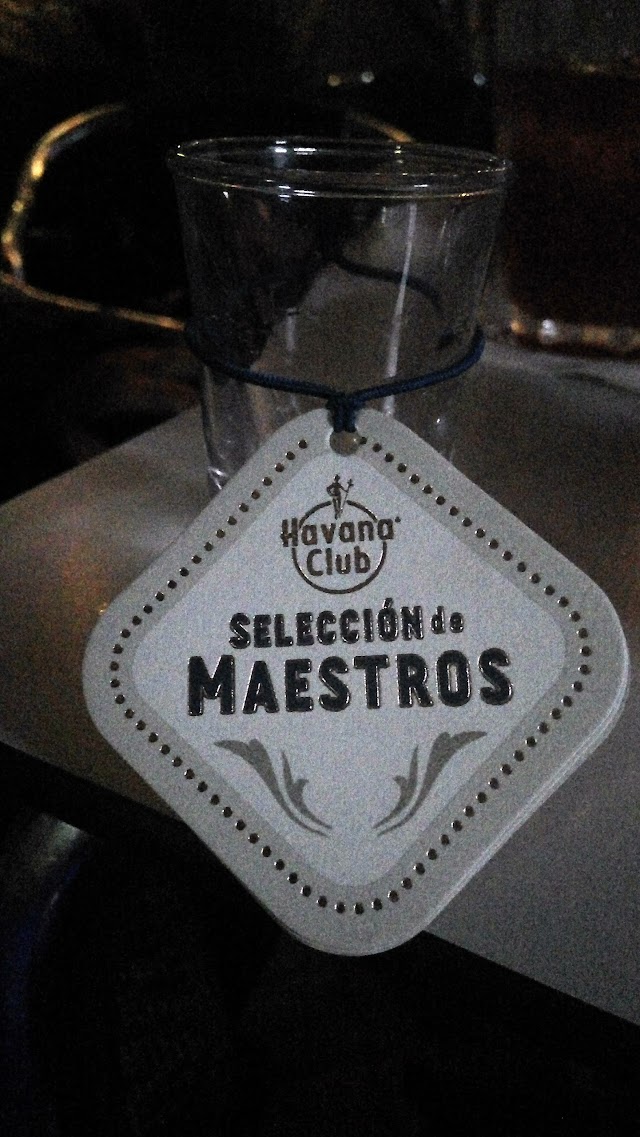 Havana
Club
SELECCIÓN de
MAESTROS